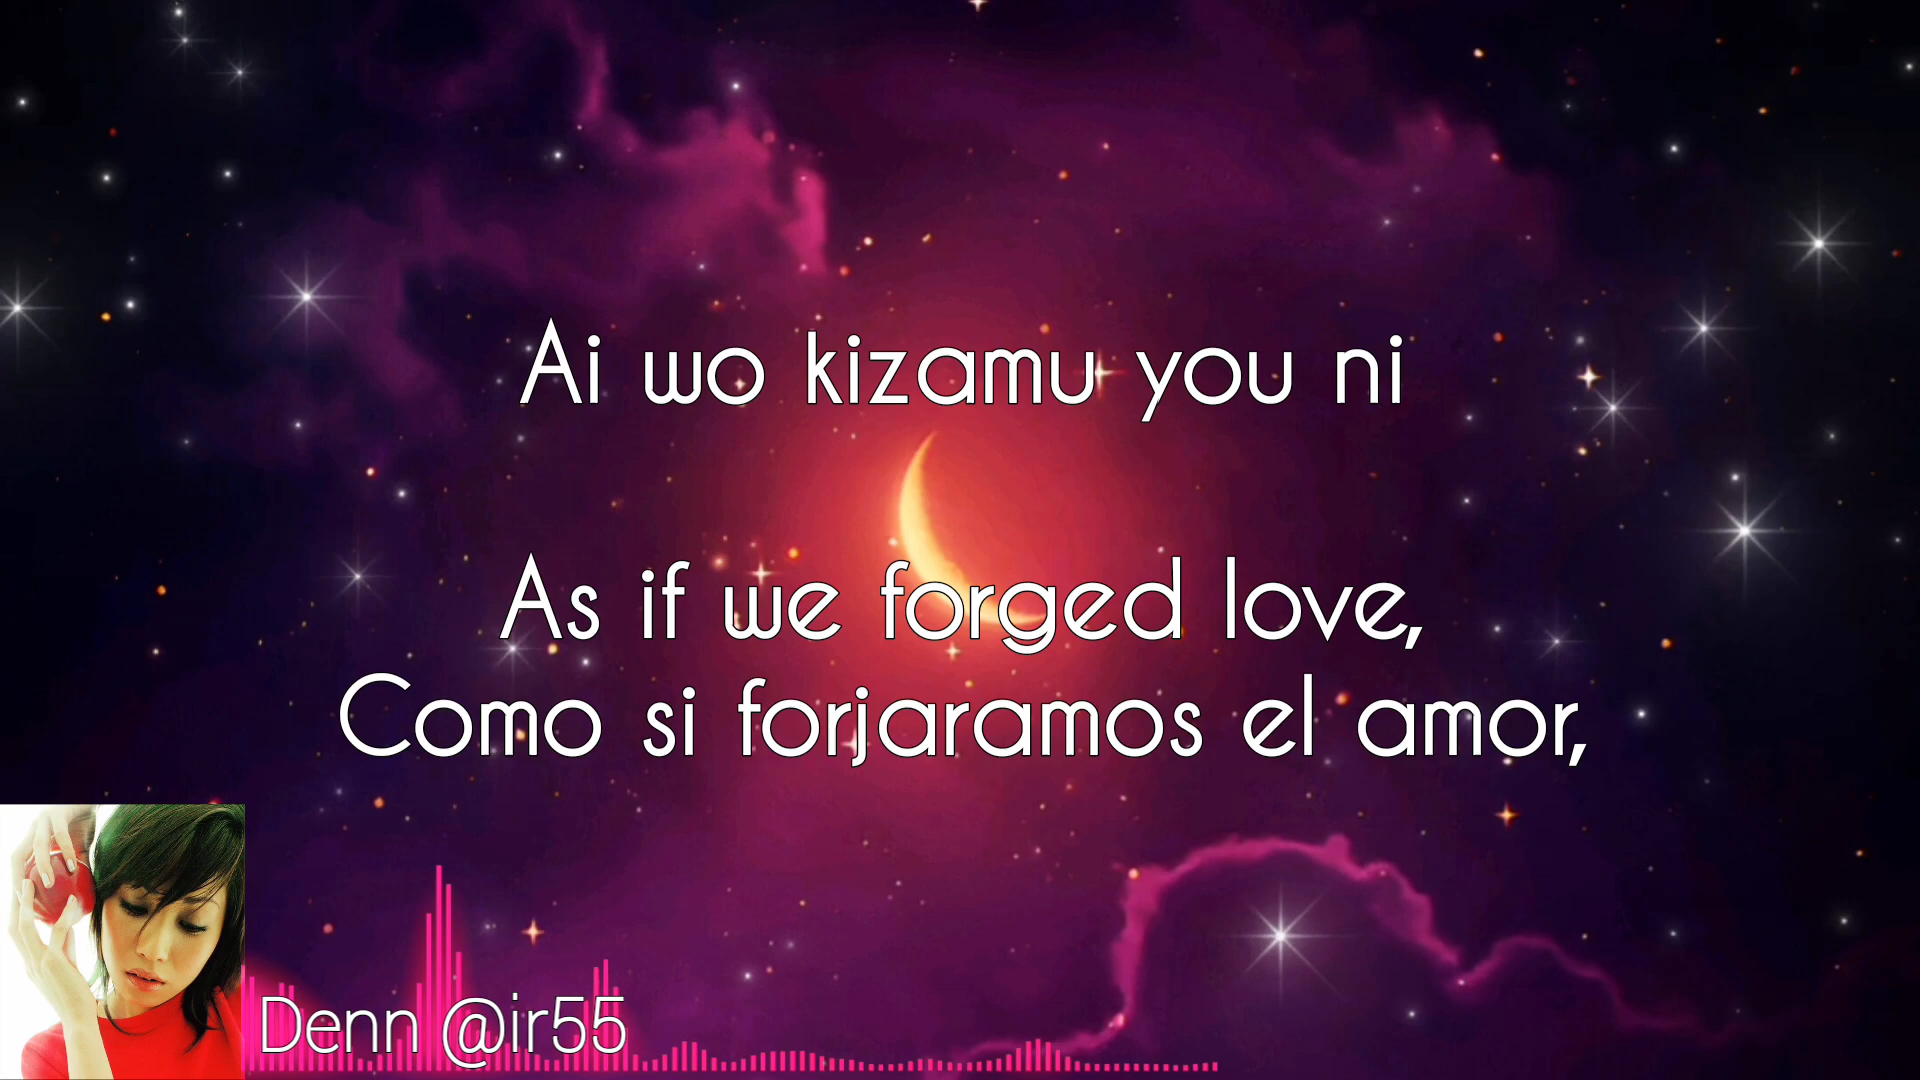 Ai wo kizamu you ni
As if we forged love,
Como si forjaramos el amor,
Denn @ir55